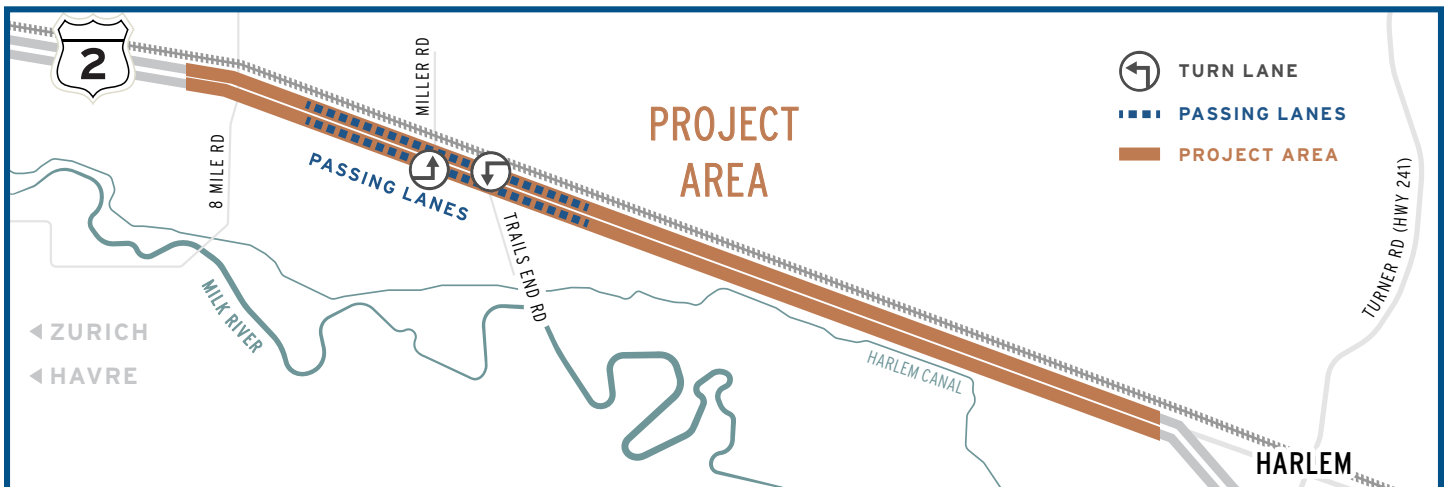 2
8 MILE RD
MILLER RD
PROJECT
AREA
TURN LANE
PASSING LANES
PROJECT AREA
PASSING LANES
TRAILS END RD
TURNER RD (HWY 241)
MILK RIVER
ZURICH
HAVRE
HARLEM CANAL
HARLEM